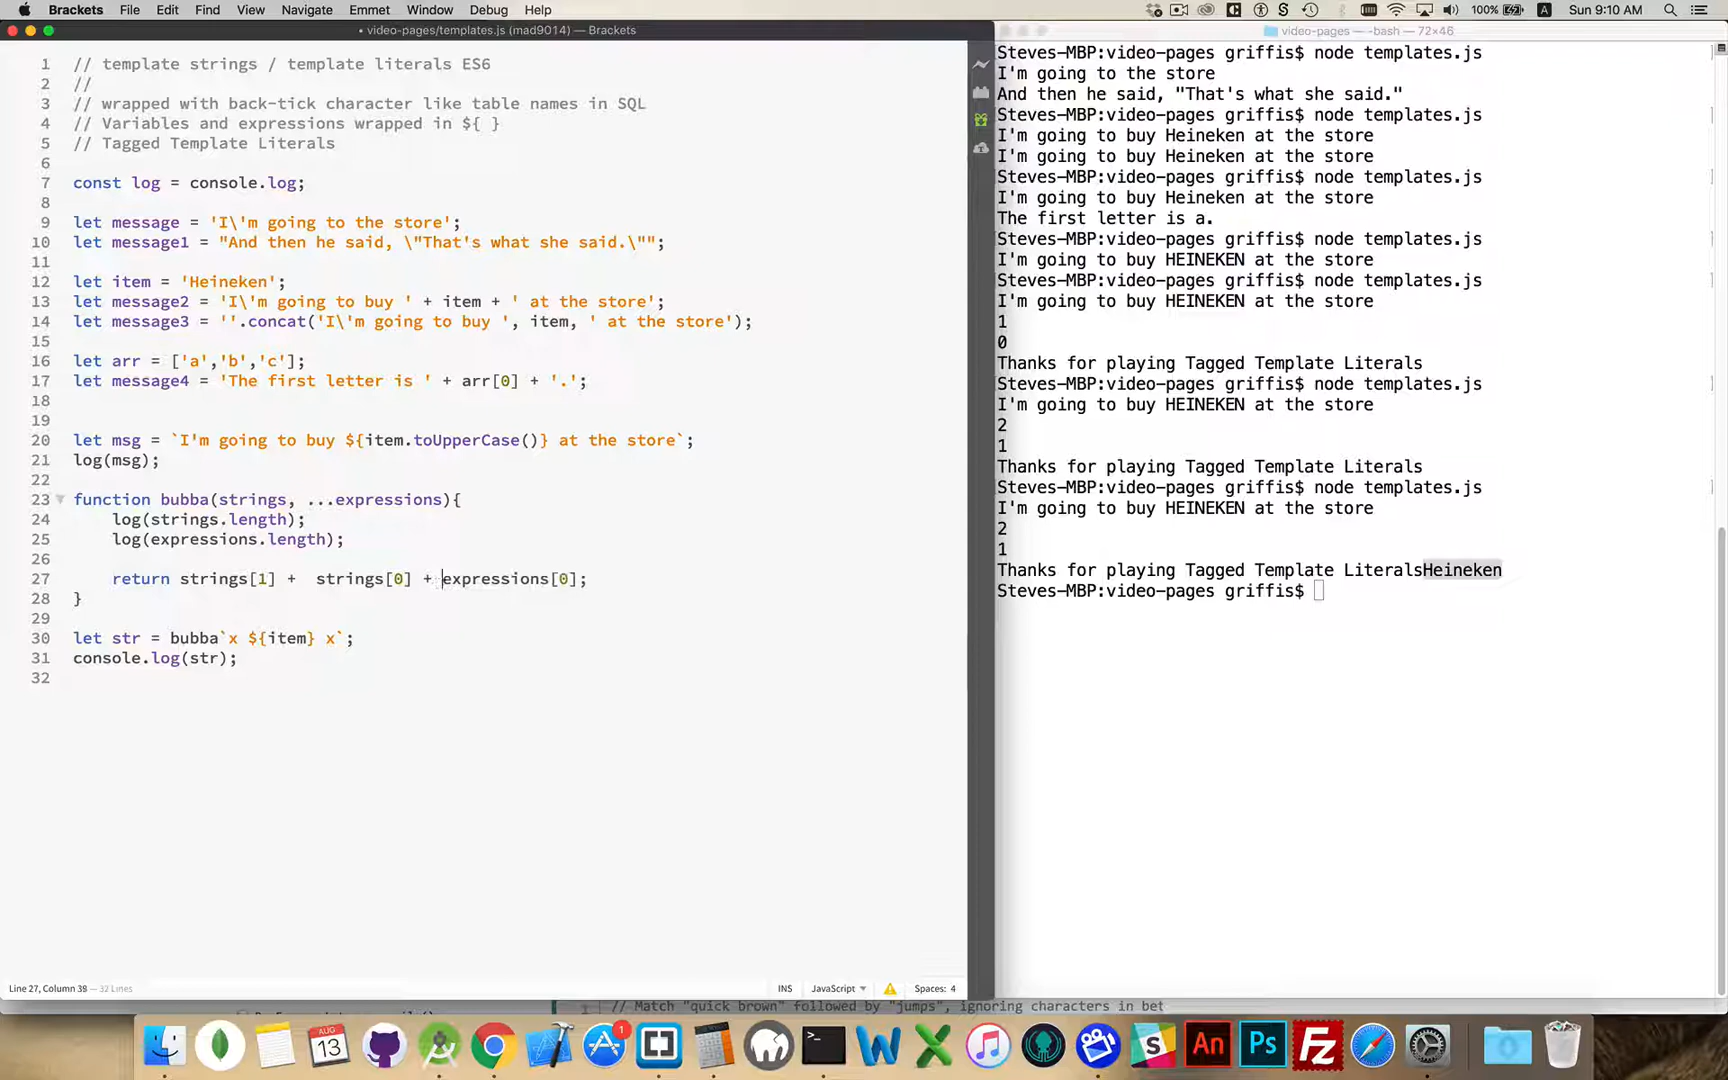 Brackets File Edit Find View Navigate Emmet Window Debug Help
100% Sun 9:10 AM
• video-pages/templates.js (mad9014) — Brackets
video-pages — -bash — 72×46
1 // template strings / template literals ES6
2 //
3 // wrapped with back-tick character like table names in SQL
4 // Variables and expressions wrapped in ${ }
5 // Tagged Template Literals
6
7 const log = console.log;
8
9 let message = 'I\'m going to the store';
10 let message1 = "And then he said, \"That's what she said.\"";
11
12 let item = 'Heineken';
13 let message2 = 'I\'m going to buy ' + item + ' at the store';
14 let message3 = ''.concat('I\'m going to buy ', item, ' at the store');
15
16 let arr = ['a','b','c'];
17 let message4 = 'The first letter is ' + arr[0] + '.';
18
19
20 let msg = `I'm going to buy ${item.toUpperCase()} at the store`;
21 log(msg);
22
23 function bubba(strings, ...expressions){
24 log(strings.length);
25 log(expressions.length);
26
27 return strings[1] +  strings[0] + expressions[0];
28 }
29
30 let str = bubba`x ${item} x`;
31 console.log(str);
32
Steves-MBP:video-pages griffis$ node templates.js
I'm going to the store
And then he said, "That's what she said."
Steves-MBP:video-pages griffis$ node templates.js
I'm going to buy Heineken at the store
I'm going to buy Heineken at the store
Steves-MBP:video-pages griffis$ node templates.js
I'm going to buy Heineken at the store
The first letter is a.
Steves-MBP:video-pages griffis$ node templates.js
I'm going to buy HEINEKEN at the store
Steves-MBP:video-pages griffis$ node templates.js
I'm going to buy HEINEKEN at the store
1
0
Thanks for playing Tagged Template Literals
Steves-MBP:video-pages griffis$ node templates.js
I'm going to buy HEINEKEN at the store
2
1
Thanks for playing Tagged Template Literals
Steves-MBP:video-pages griffis$ node templates.js
I'm going to buy HEINEKEN at the store
2
1
Thanks for playing Tagged Template LiteralsHeineken
Steves-MBP:video-pages griffis$
Line 27, Column 38 — 32 Lines
INS JavaScript Spaces: 4
1 // Match "quick brown" followed by "jumps", ignoring characters in bet
AUG
13
1
An
Ps
Fz